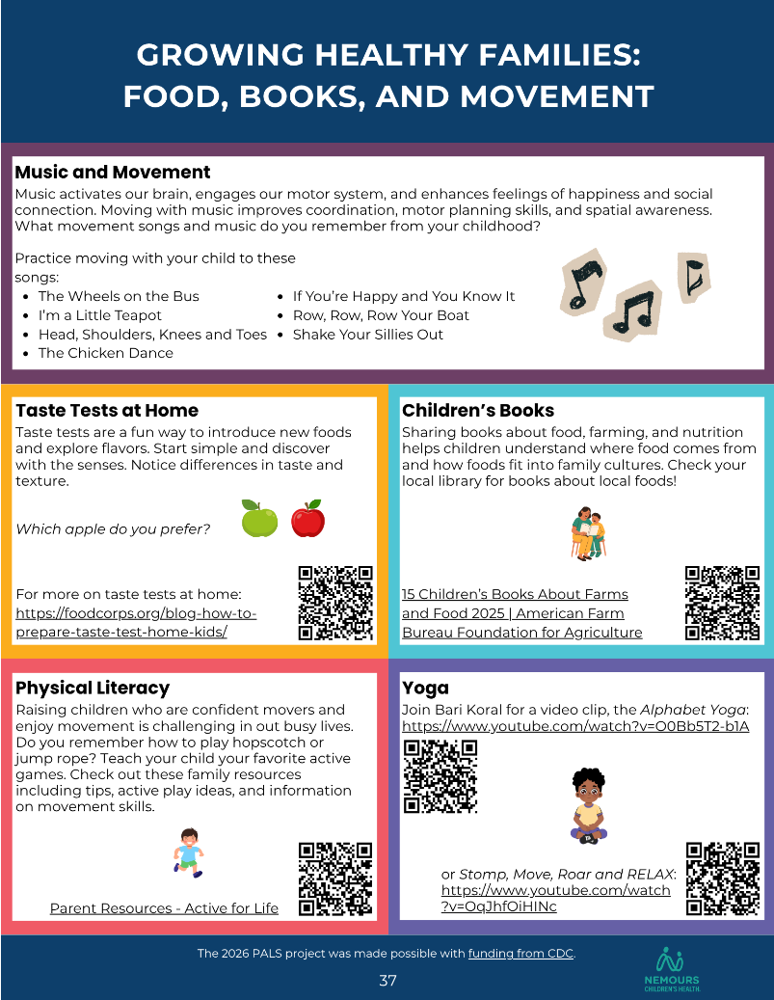 GROWING HEALTHY FAMILIES:
FOOD, BOOKS, AND MOVEMENT
Music and Movement
Music activates our brain, engages our motor system, and enhances feelings of happiness and social
connection. Moving with music improves coordination, motor planning skills, and spatial awareness.
What movement songs and music do you remember from your childhood?
Practice moving with your child to these
songs:
• The Wheels on the Bus
• I'm a Little Teapot
• Head, Shoulders, Knees and Toes
• The Chicken Dance
• If You're Happy and You Know It
• Row, Row, Row Your Boat
• Shake Your Sillies Out
Taste Tests at Home
Taste tests are a fun way to introduce new foods
and explore flavors. Start simple and discover
with the senses. Notice differences in taste and
texture.
Which apple do you prefer?
For more on taste tests at home:
https://foodcorps.org/blog-how-to-
prepare-taste-test-home-kids/
Children's Books
Sharing books about food, farming, and nutrition
helps children understand where food comes from
and how foods fit into family cultures. Check your
local library for books about local foods!
15 Children's Books About Farms
and Food 2025 | American Farm
Bureau Foundation for Agriculture
Physical Literacy
Raising children who are confident movers and
enjoy movement is challenging in out busy lives.
Do you remember how to play hopscotch or
jump rope? Teach your child your favorite active
games. Check out these family resources
including tips, active play ideas, and information
on movement skills.
Parent Resources - Active for Life
Yoga
Join Bari Koral for a video clip, the Alphabet Yoga:
https://www.youtube.com/watch?v=O0Bb5T2-b1A
or Stomp, Move, Roar and RELAX:
https://www.youtube.com/watch
?v=OqJhfOiHINc
The 2026 PALS project was made possible with funding from CDC.
37
NEMOURS
CHILDREN'S HEALTH.